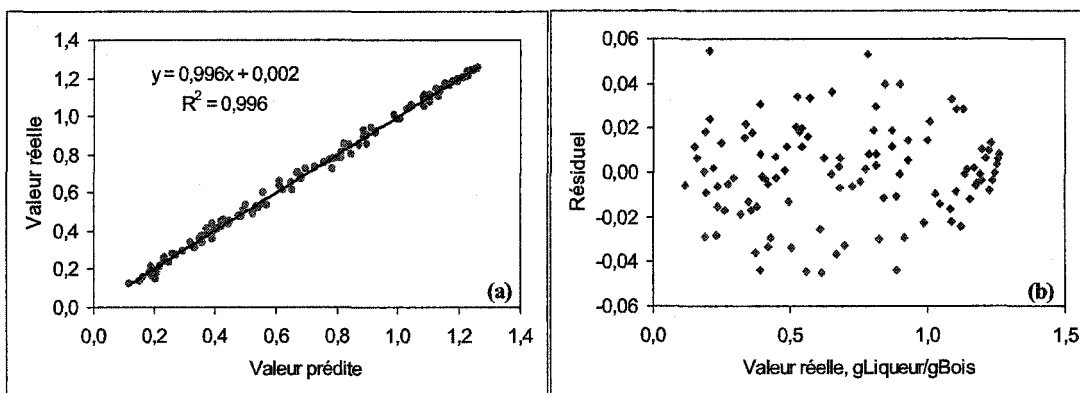 1,4
1,2
1,0
0,8
0,6
0,4
0,2
0,0
Valeur réelle
y = 0,996x + 0,002
R² = 0,996
(a)
0,0 0,2 0,4 0,6 0,8 1,0 1,2 1,4
Valeur prédite
0,06
0,04
0,02
0,00
-0,02
-0,04
-0,06
Résiduel
(b)
0,0 0,5 1,0 1,5
Valeur réelle, gLiqueur/gBois